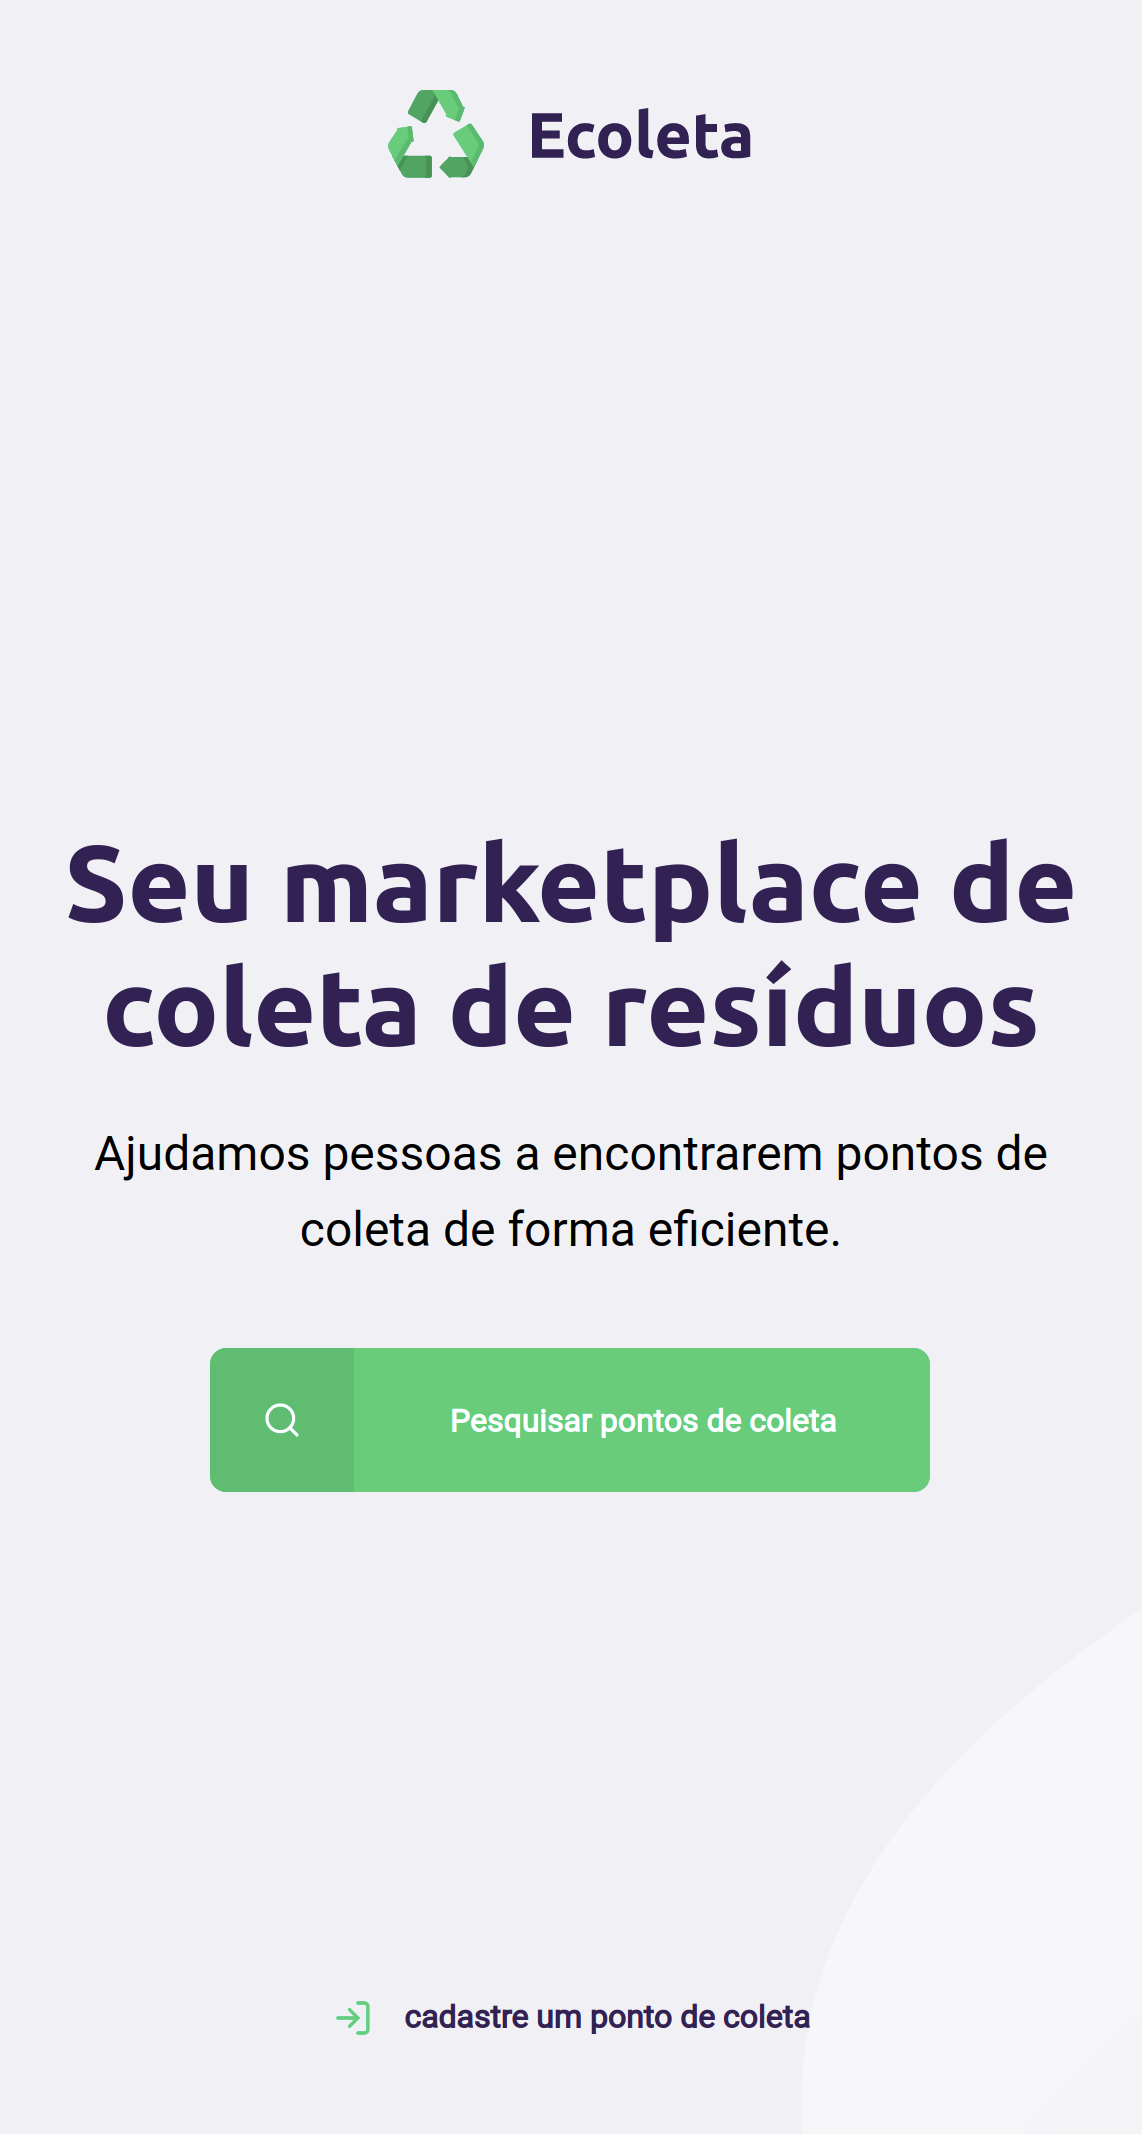 Ecoleta
Seu marketplace de
coleta de resíduos
Ajudamos pessoas a encontrarem pontos de
coleta de forma eficiente.
Pesquisar pontos de coleta
cadastre um ponto de coleta